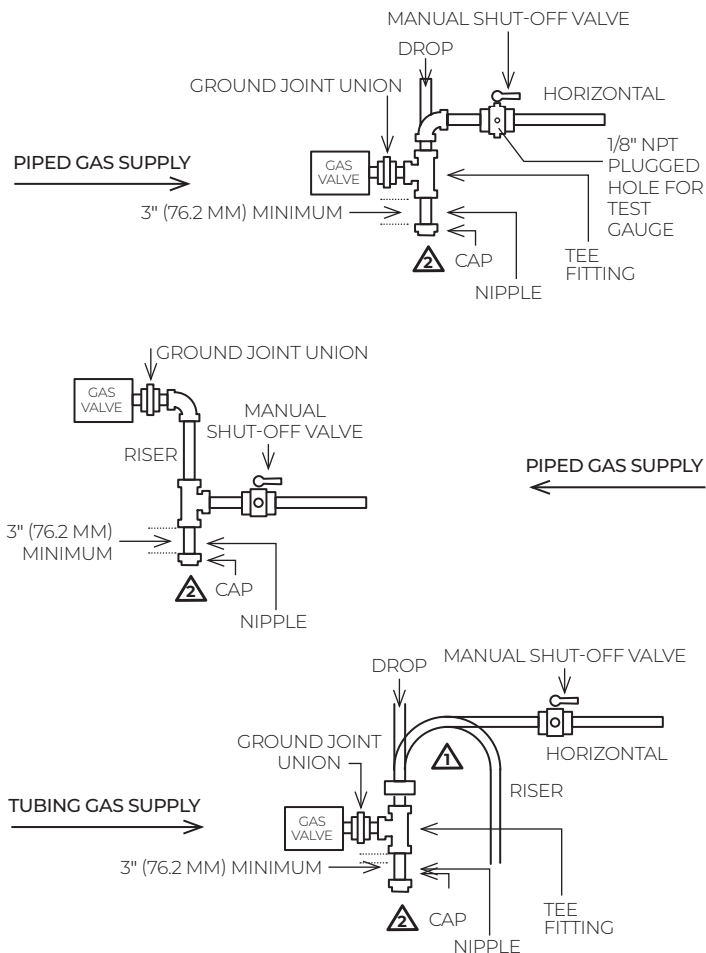 MANUAL SHUT-OFF VALVE
DROP
GROUND JOINT UNION
HORIZONTAL
PIPED GAS SUPPLY
GAS
VALVE
1/8" NPT
PLUGGED
HOLE FOR
TEST
GAUGE
3" (76.2 MM) MINIMUM
2
CAP
TEE
FITTING
NIPPLE
GROUND JOINT UNION
GAS
VALVE
MANUAL
SHUT-OFF VALVE
RISER
PIPED GAS SUPPLY
3" (76.2 MM)
MINIMUM
2
CAP
NIPPLE
MANUAL SHUT-OFF VALVE
DROP
GROUND JOINT
UNION
1
HORIZONTAL
RISER
TUBING GAS SUPPLY
GAS
VALVE
3" (76.2 MM) MINIMUM
2
CAP
TEE
FITTING
NIPPLE